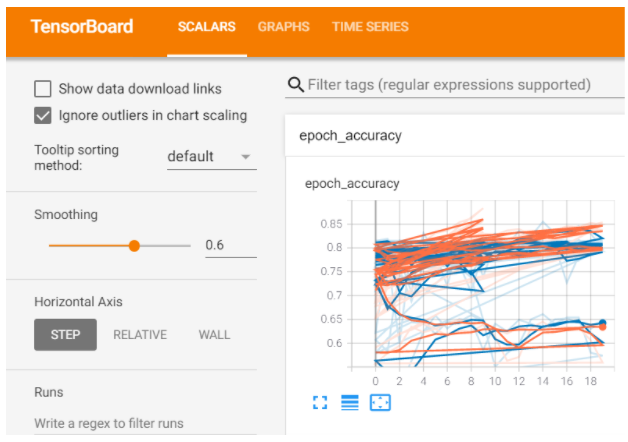 TensorBoard SCALARS GRAPHS TIME SERIES
Show data download links
Ignore outliers in chart scaling
Tooltip sorting
method:
default
Smoothing
0.6
Horizontal Axis
STEP RELATIVE WALL
Runs
Write a regex to filter runs
Filter tags (regular expressions supported)
epoch_accuracy
epoch_accuracy
0.85
0.8
0.75
0.7
0.65
0.6
0 2 4 6 8 10 12 14 16 18